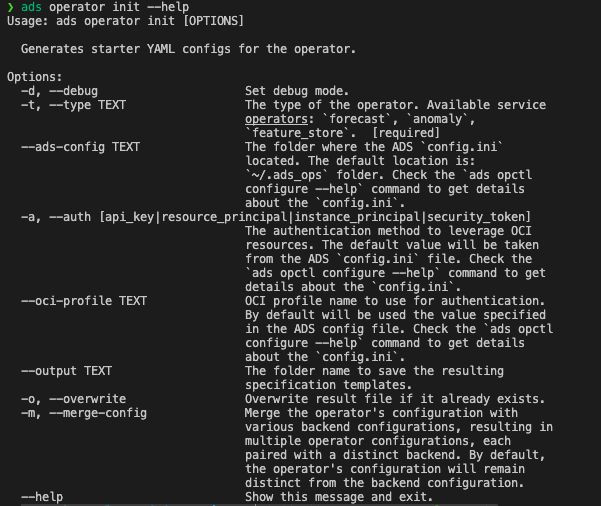 ❯ ads operator init --help
Usage: ads operator init [OPTIONS]
Generates starter YAML configs for the operator.
Options:
-d, --debug Set debug mode.
-t, --type TEXT The type of the operator. Available service
operators: `forecast`, `anomaly`,
`feature_store`. [required]
--ads-config TEXT The folder where the ADS `config.ini`
located. The default location is:
`~/.ads_ops` folder. Check the `ads opctl
configure --help` command to get details
about the `config.ini`.
-a, --auth [api_key|resource_principal|instance_principal|security_token]
The authentication method to leverage OCI
resources. The default value will be taken
from the ADS `config.ini` file. Check the
`ads opctl configure --help` command to get
details about the `config.ini`.
--oci-profile TEXT OCI profile name to use for authentication.
By default will be used the value specified
in the ADS config file. Check the `ads opctl
configure --help` command to get details
about the `config.ini`.
--output TEXT The folder name to save the resulting
specification templates.
-o, --overwrite Overwrite result file if it already exists.
-m, --merge-config Merge the operator's configuration with
various backend configurations, resulting in
multiple operator configurations, each
paired with a distinct backend. By default,
the operator's configuration will remain
distinct from the backend configuration.
--help Show this message and exit.